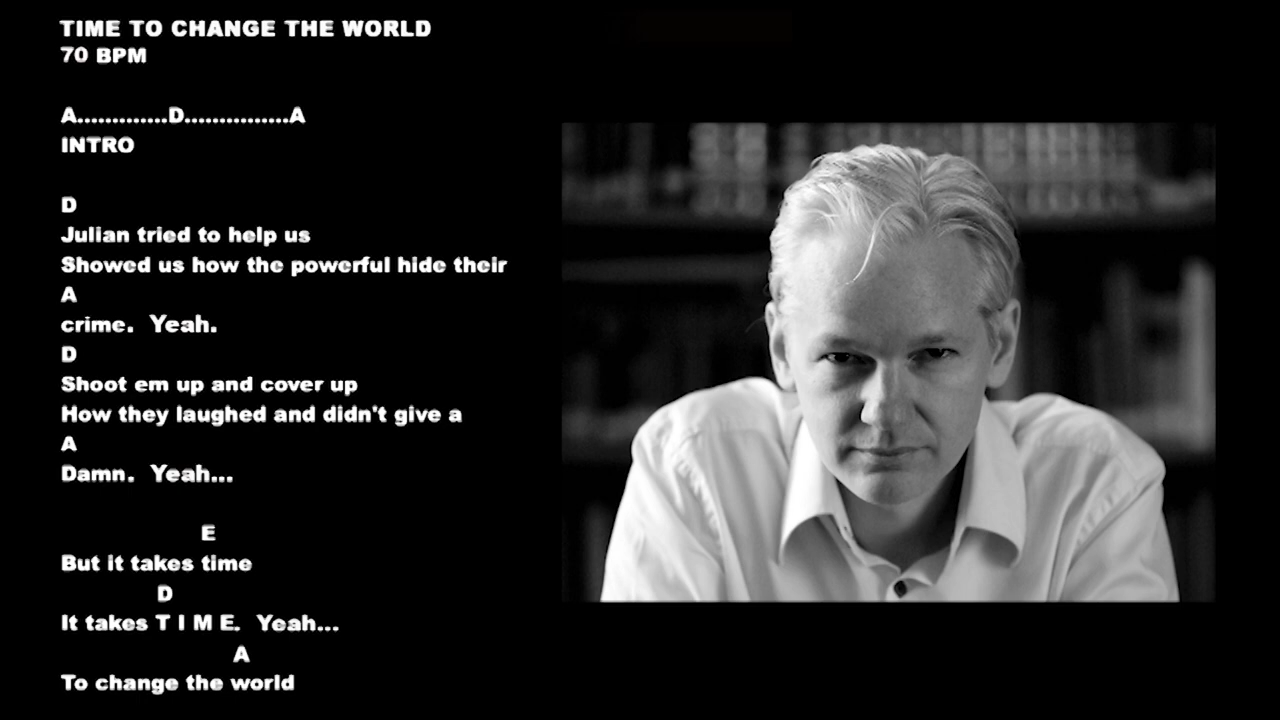 TIME TO CHANGE THE WORLD
70 BPM
A.............D...............A
INTRO
D
Julian tried to help us
Showed us how the powerful hide their
A
crime.  Yeah.
D
Shoot em up and cover up
How they laughed and didn't give a
A
Damn.  Yeah...
E
But it takes time
D
It takes T I M E.  Yeah...
A
To change the world